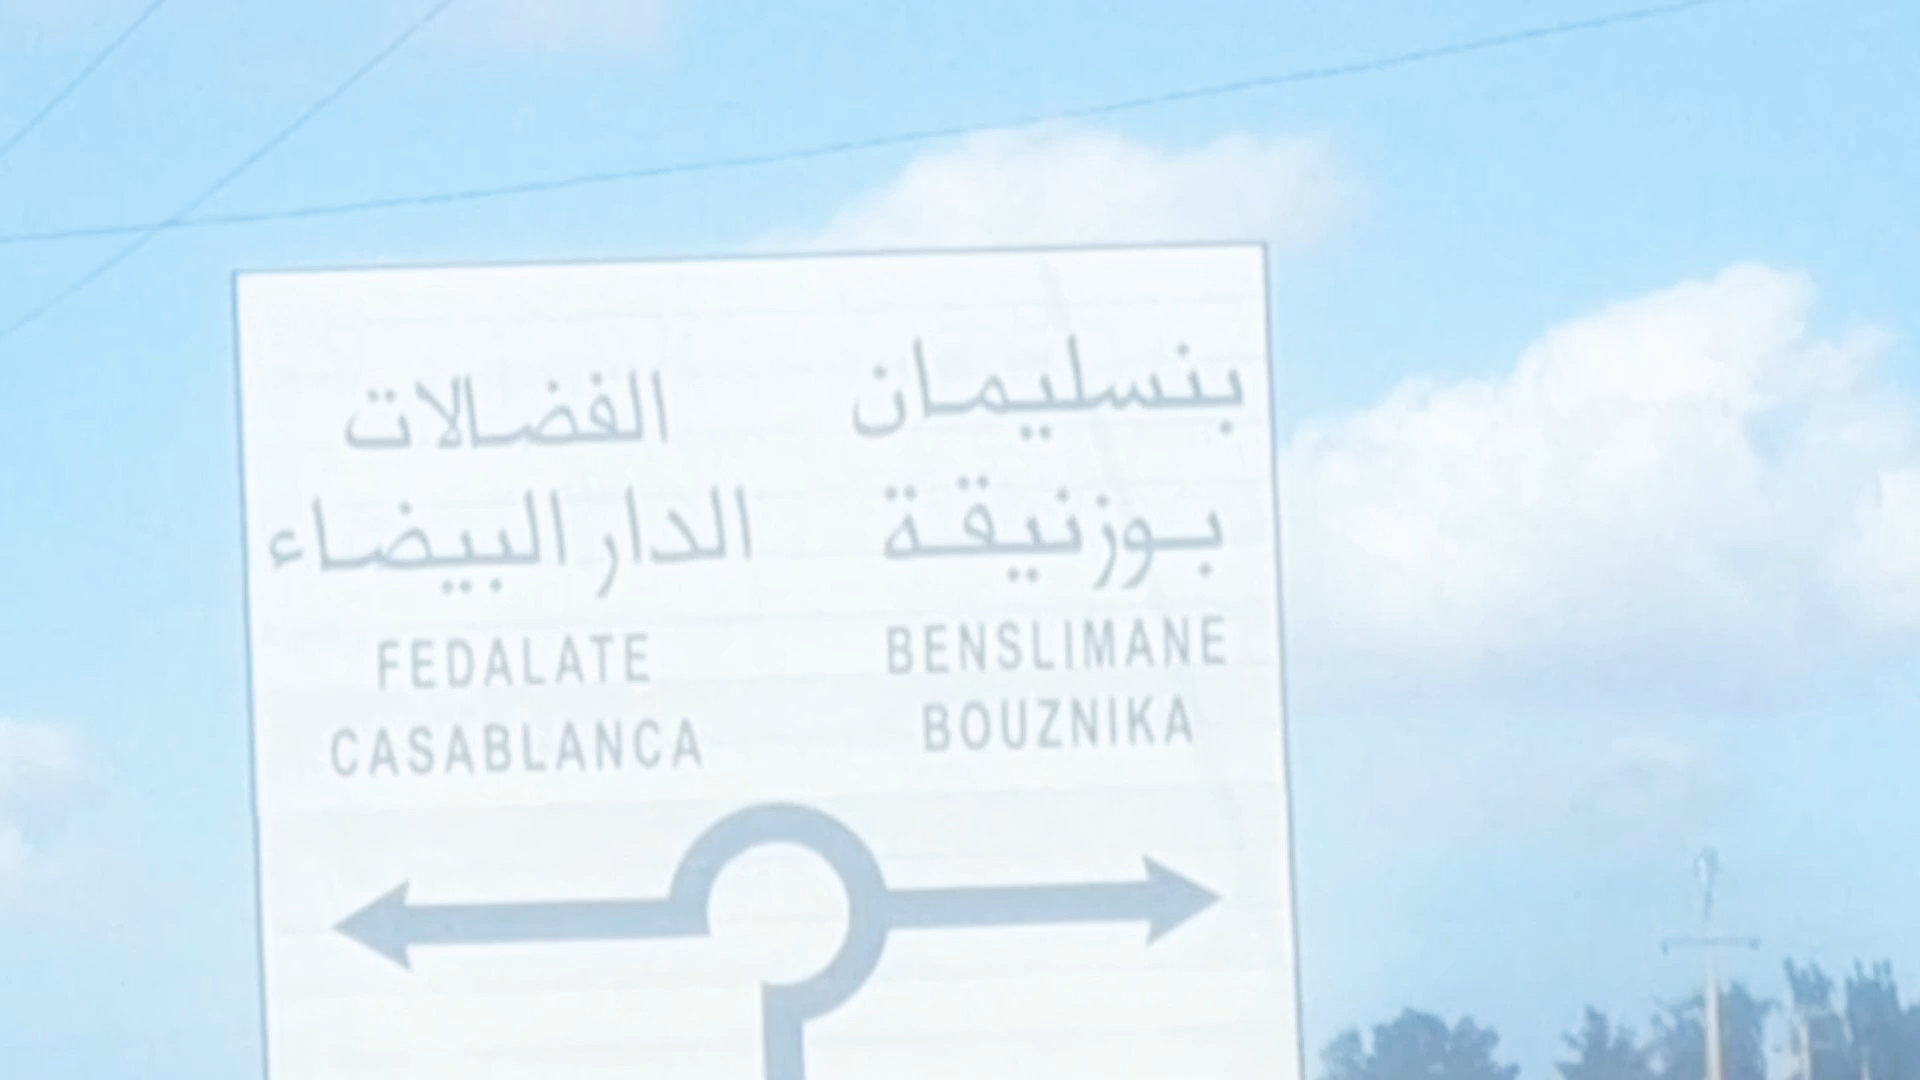 الفضالات
الدار البيضاء
FEDALATE
CASABLANCA
بنسليمان
بوزنيقة
BENSLIMANE
BOUZNIKA